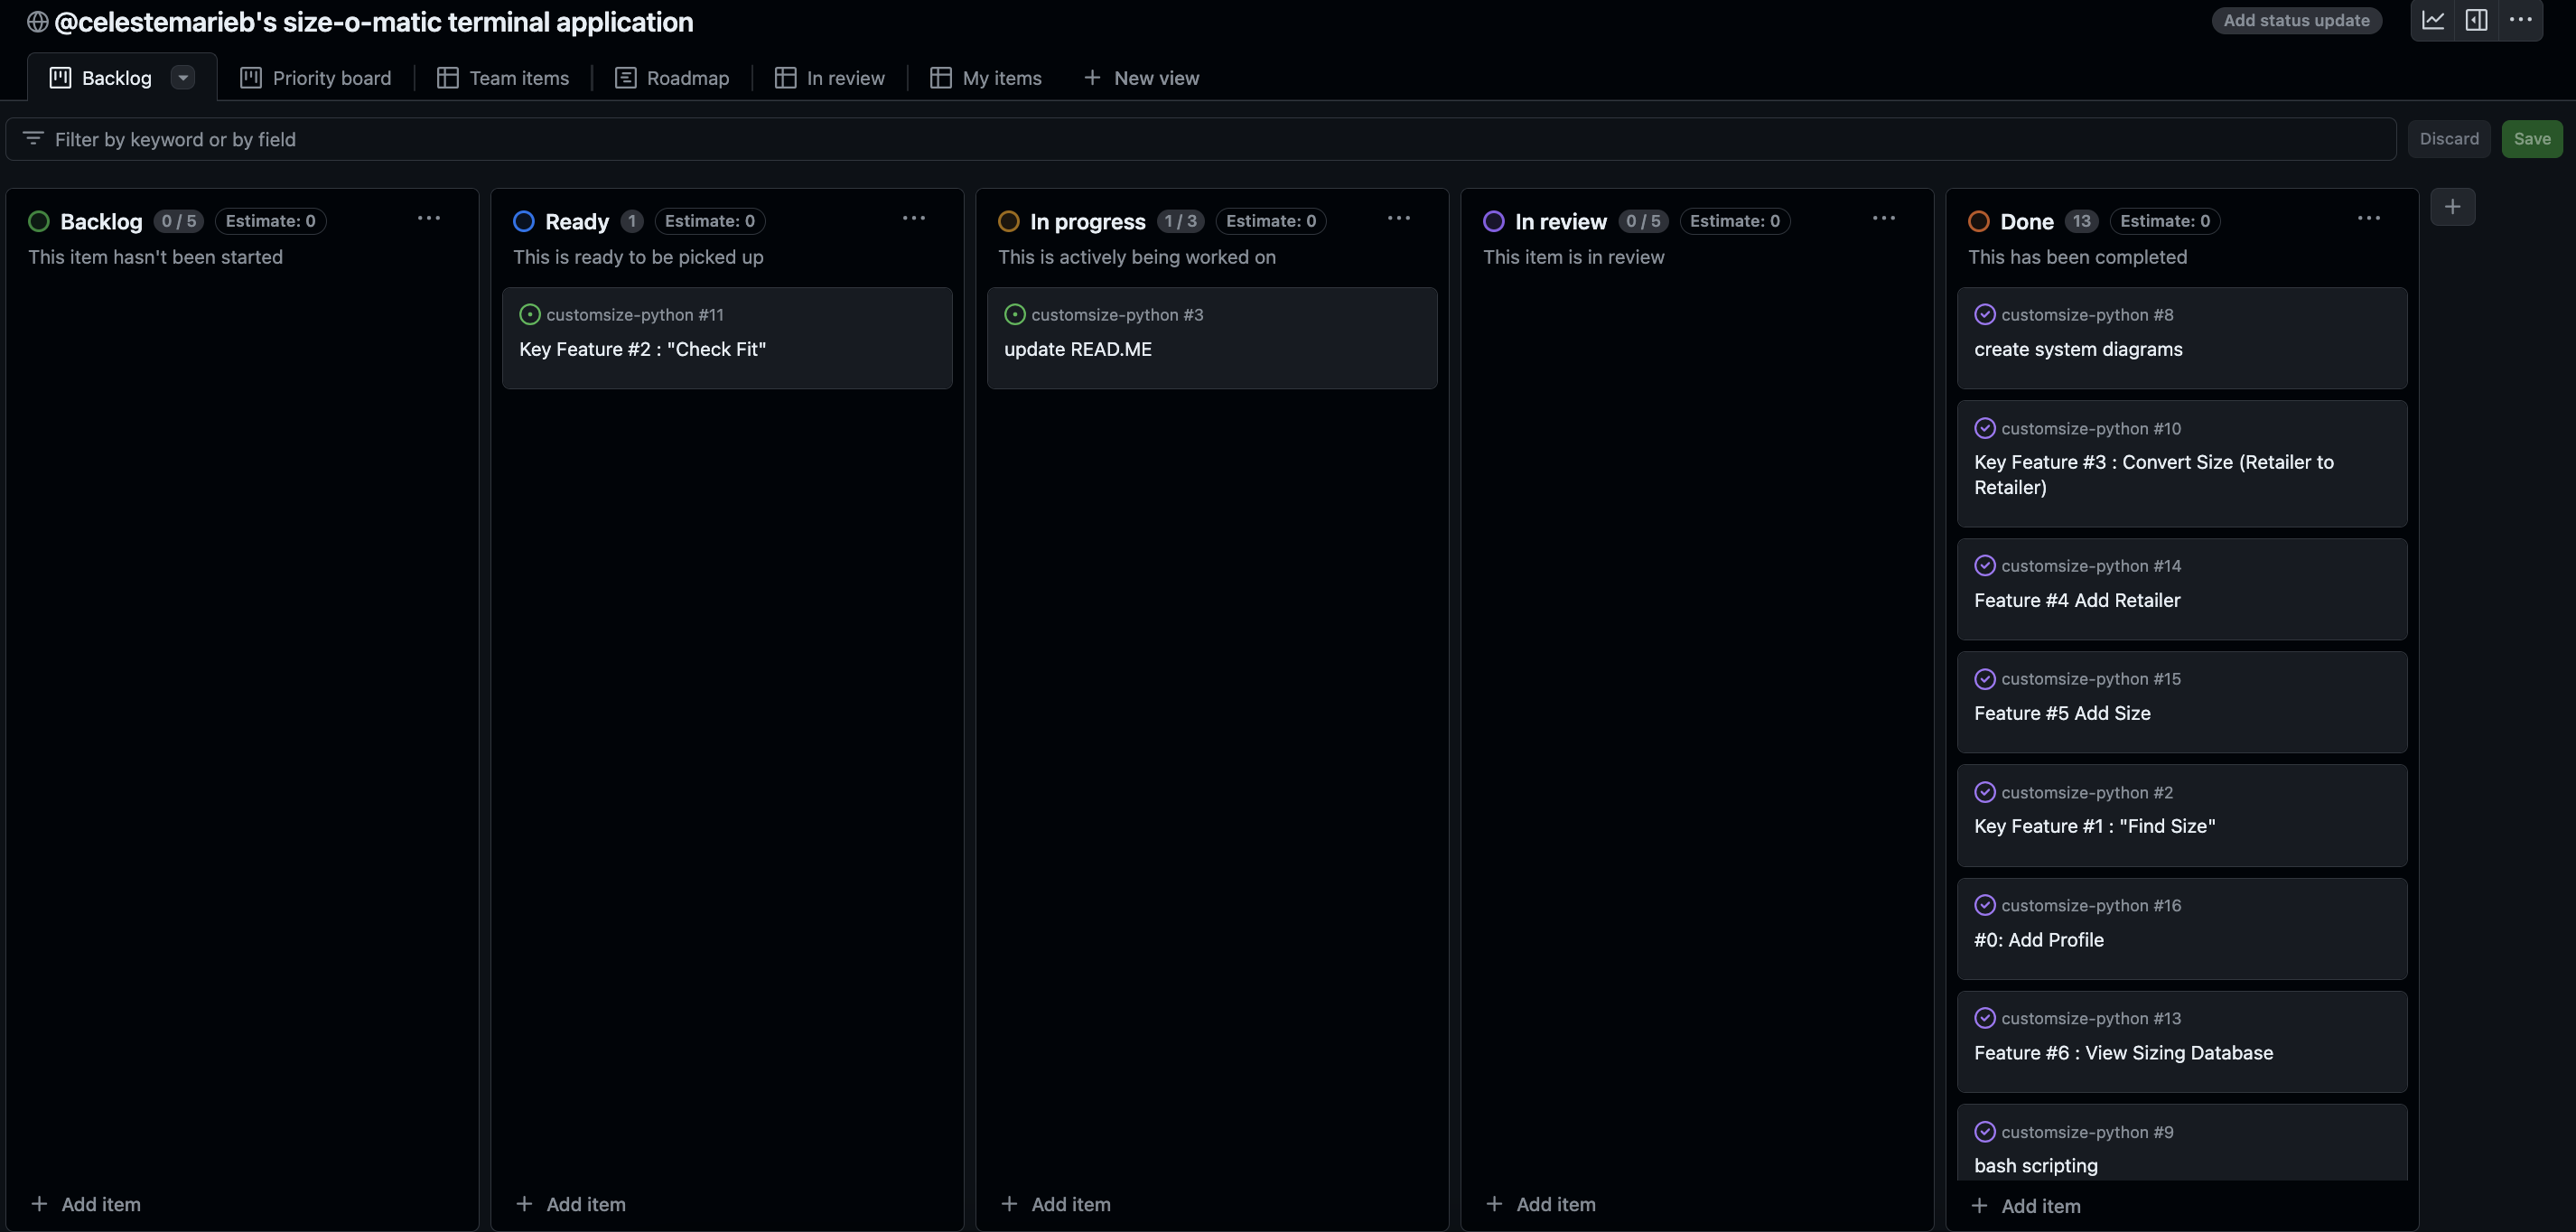 @celestemarieb's size-o-matic terminal application
Add status update
Backlog
Priority board
Team items
Roadmap
In review
My items
New view
Filter by keyword or by field
Discard
Save
Backlog 0 / 5 Estimate: 0
This item hasn't been started
Add item
Ready 1 Estimate: 0
This is ready to be picked up
customsize-python #11
Key Feature #2 : "Check Fit"
Add item
In progress 1 / 3 Estimate: 0
This is actively being worked on
customsize-python #3
update READ.ME
Add item
In review 0 / 5 Estimate: 0
This item is in review
Add item
Done 13 Estimate: 0
This has been completed
customsize-python #8
create system diagrams
customsize-python #10
Key Feature #3 : Convert Size (Retailer to
Retailer)
customsize-python #14
Feature #4 Add Retailer
customsize-python #15
Feature #5 Add Size
customsize-python #2
Key Feature #1 : "Find Size"
customsize-python #16
#0: Add Profile
customsize-python #13
Feature #6 : View Sizing Database
customsize-python #9
bash scripting
Add item